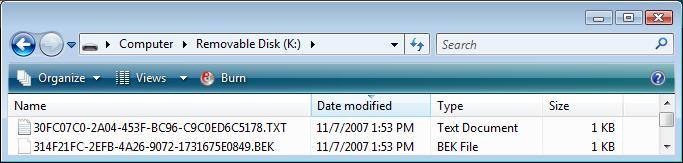 Computer ▸ Removable Disk (K:) ▸ Search
Organize Views Burn
Name Date modified Type Size
30FC07C0-2A04-453F-BC96-C9C0ED6C5178.TXT 11/7/2007 1:53 PM Text Document 1 KB
314F21FC-2EFB-4A26-9072-1731675E0849.BEK 11/7/2007 1:53 PM BEK File 1 KB